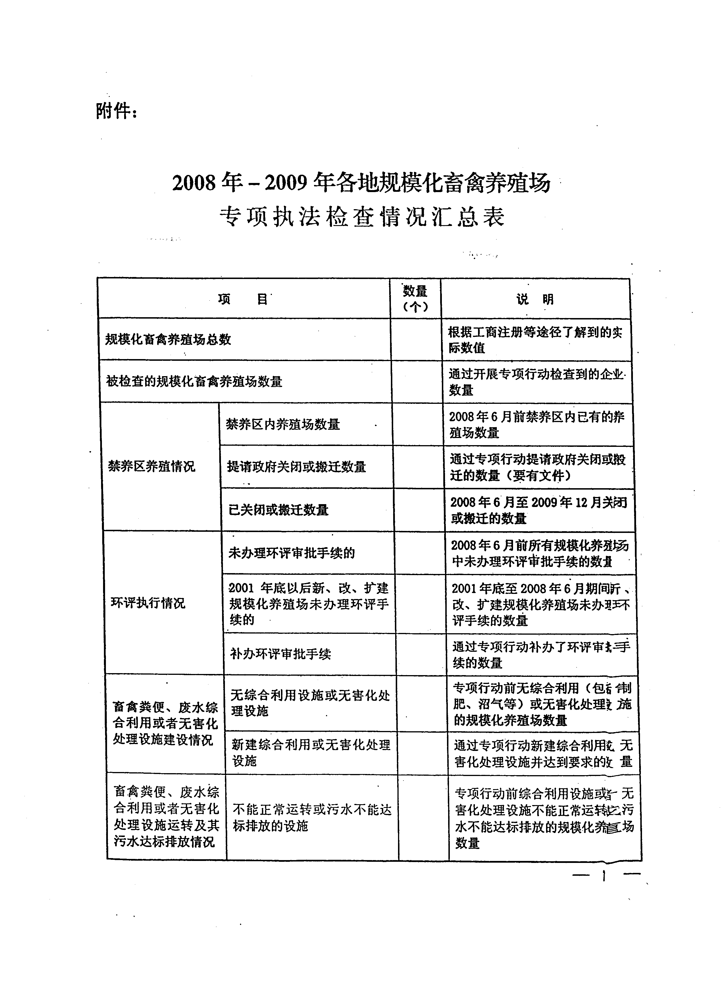 附件：
2008年－2009年各地规模化畜禽养殖场
专项执法检查情况汇总表
项 目
数量
（个）
说 明
规模化畜禽养殖场总数
根据工商注册等途径了解到的实
际数值
被检查的规模化畜禽养殖场数量
通过开展专项行动检查到的企业
数量
禁养区养殖情况
禁养区内养殖场数量
2008年6月前禁养区内已有的养
殖场数量
提请政府关闭或搬迁数量
通过专项行动提请政府关闭或搬
迁的数量（要有文件）
已关闭或搬迁数量
2008年6月至2009年12月关闭
或搬迁的数量
环评执行情况
未办理环评审批手续的
2008年6月前所有规模化养殖场
中未办理环评审批手续的数量
2001 年底以后新、改、扩建
规模化养殖场未办理环评手
续的
2001年底至2008年6月期间新、
改、扩建规模化养殖场未办理环
评手续的数量
补办环评审批手续
通过专项行动补办了环评审批手
续的数量
畜禽粪便、废水综
合利用或者无害化
处理设施建设情况
无综合利用设施或无害化处
理设施
专项行动前无综合利用（包含制
肥、沼气等）或无害化处理设施
的规模化养殖场数量
新建综合利用或无害化处理
设施
通过专项行动新建综合利用或无
害化处理设施并达到要求的数量
畜禽粪便、废水综
合利用或者无害化
处理设施运转及其
污水达标排放情况
不能正常运转或污水不能达
标排放的设施
专项行动前综合利用设施或者无
害化处理设施不能正常运转或污
水不能达标排放的规模化养殖场
数量
— 1 —